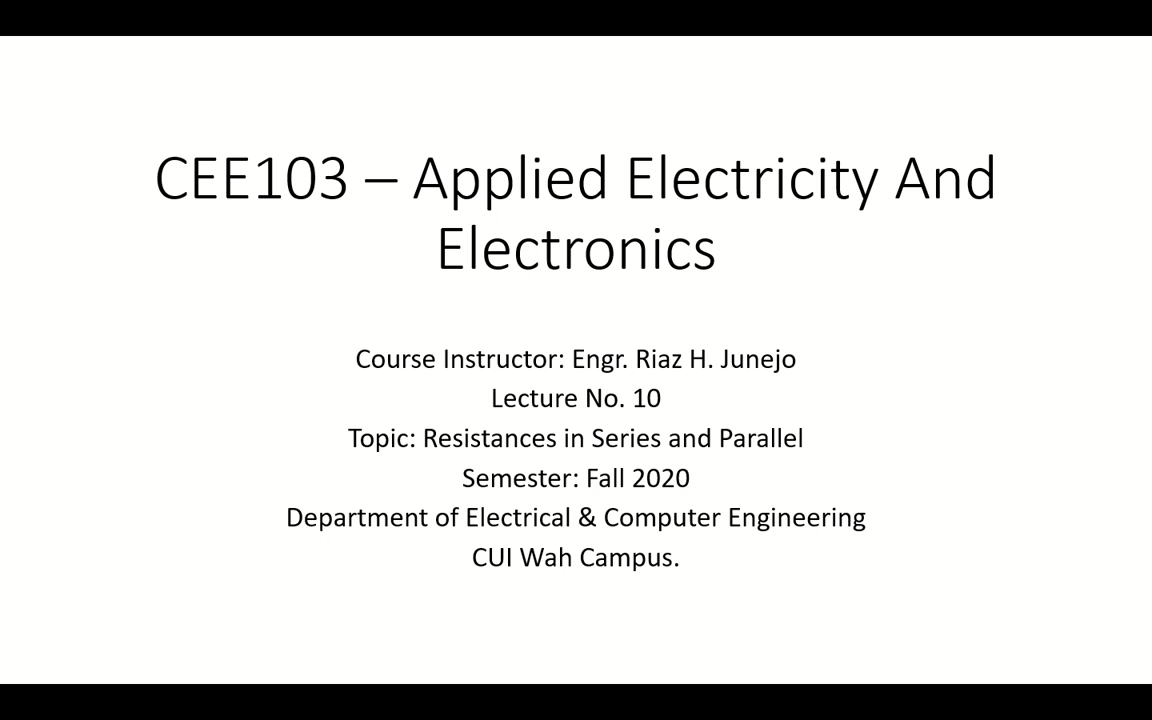 CEE103 – Applied Electricity And
Electronics
Course Instructor: Engr. Riaz H. Junejo
Lecture No. 10
Topic: Resistances in Series and Parallel
Semester: Fall 2020
Department of Electrical & Computer Engineering
CUI Wah Campus.